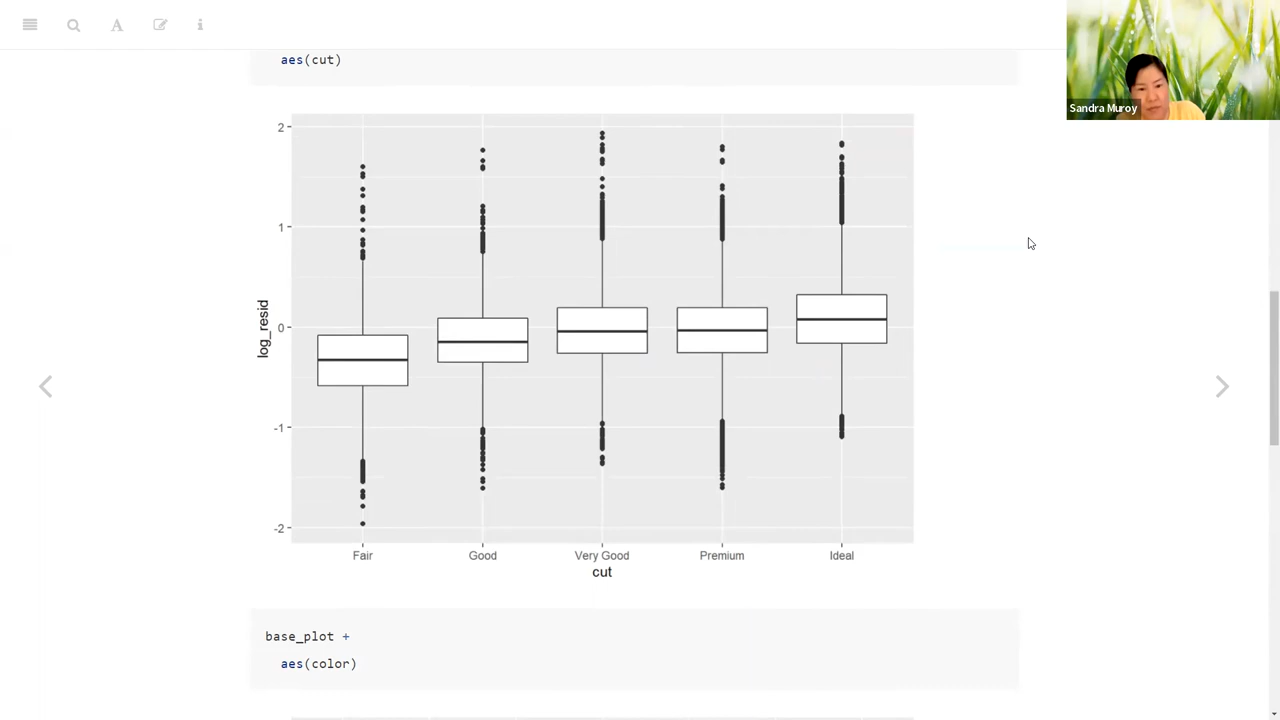 aes(cut)
Sandra Muroy
2
1
0
-1
-2
log_resid
Fair Good Very Good Premium Ideal
cut
base_plot +
aes(color)